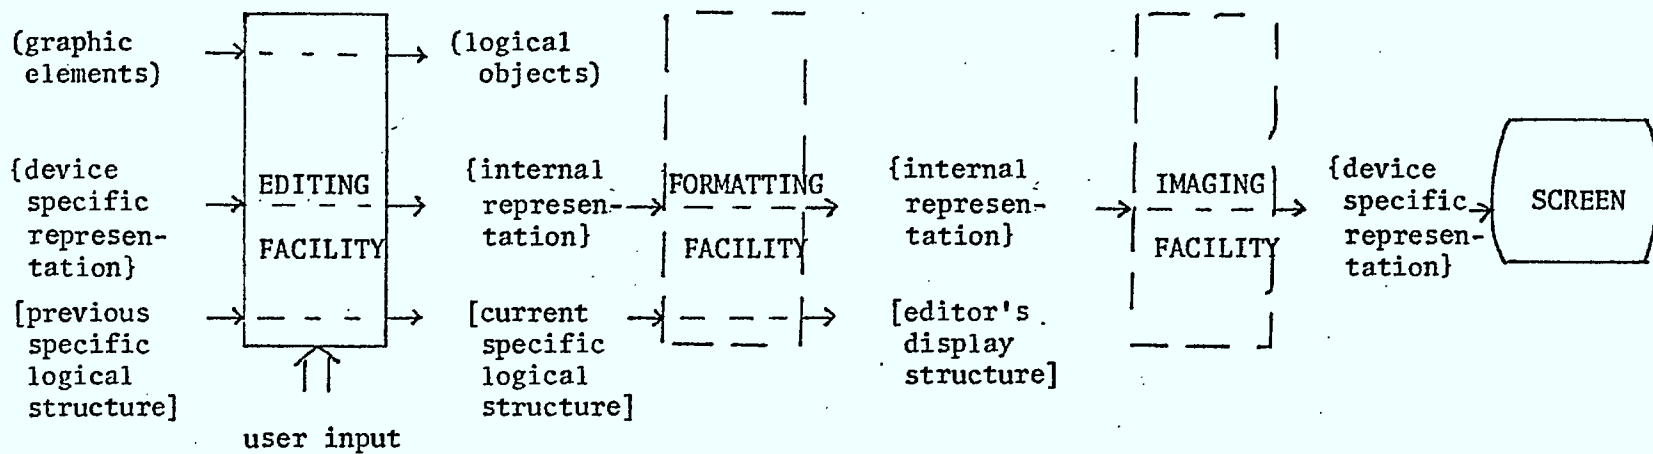 (graphic
elements)
(logical
objects)
{device
specific
represen-
tation}
EDITING
FACILITY
{internal
represen-
tation}
FORMATTING
FACILITY
{internal
represen-
tation}
IMAGING
FACILITY
{device
specific
represen-
tation}
SCREEN
[previous
specific
logical
structure]
[current
specific
logical
structure]
[editor's
display
structure]
user input